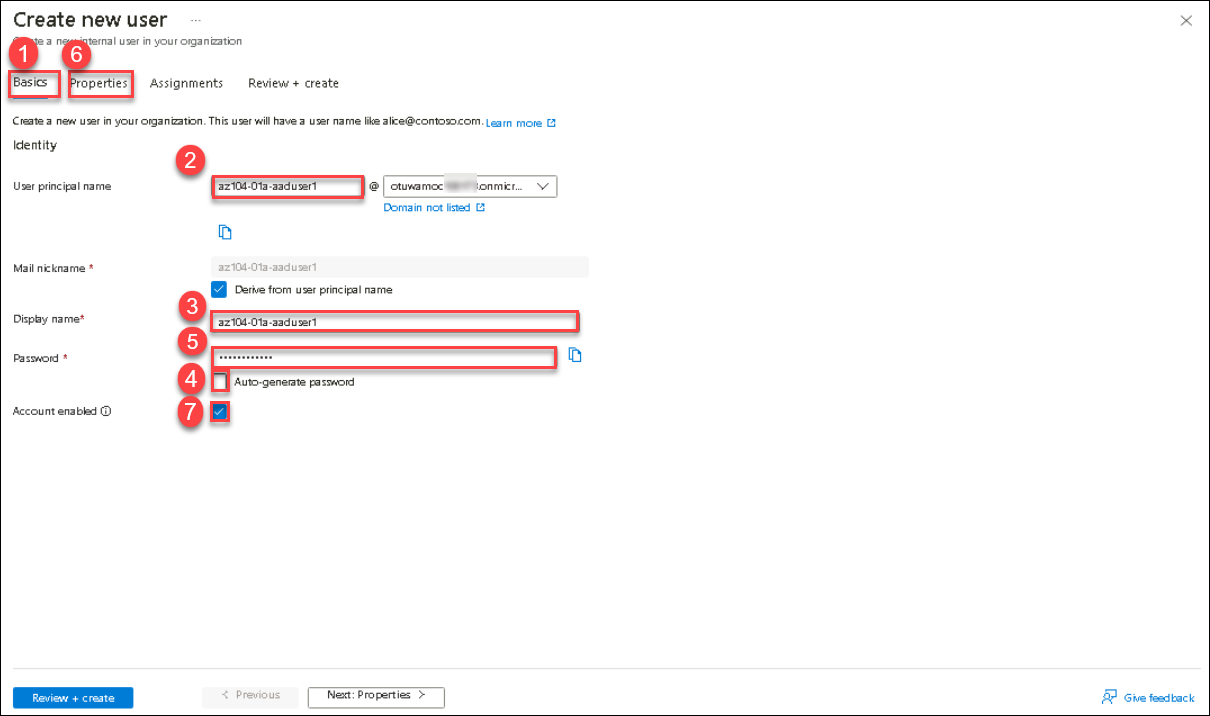 Create new user ...
a new internal user in your organization
1 6
Basics Properties Assignments Review + create
Create a new user in your organization. This user will have a user name like alice@contoso.com. Learn more
Identity
2
User principal name az104-01a-aaduser1 @ otuwamoc .onmicr...
Domain not listed
Mail nickname * az104-01a-aaduser1
Derive from user principal name
3
Display name* az104-01a-aaduser1
5
Password * ••••••••••••
4 Auto-generate password
Account enabled 7
Review + create < Previous Next: Properties > Give feedback